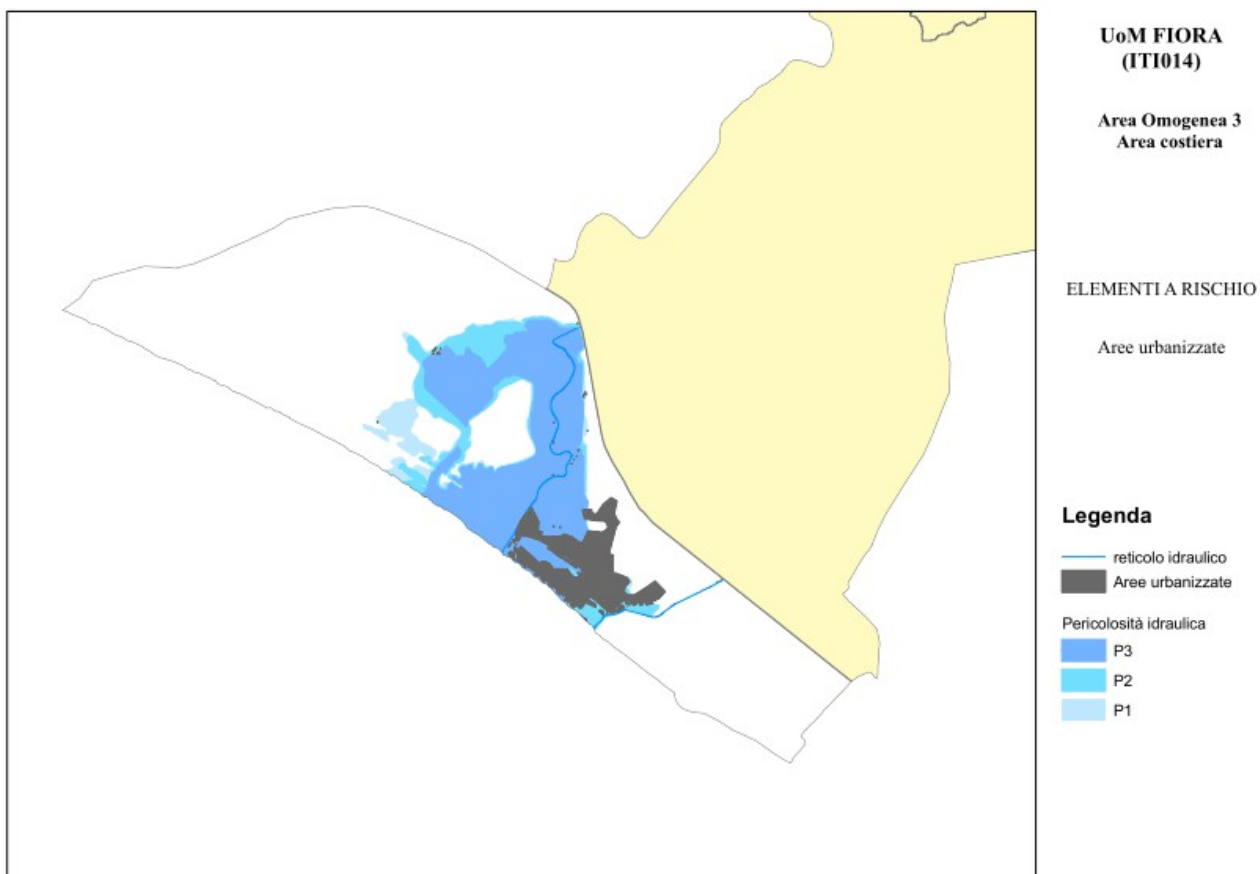 UoM FIORA
(ITI014)
Area Omogenea 3
Area costiera
ELEMENTI A RISCHIO
Aree urbanizzate
Legenda
reticolo idraulico
Aree urbanizzate
Pericolosità idraulica
P3
P2
P1